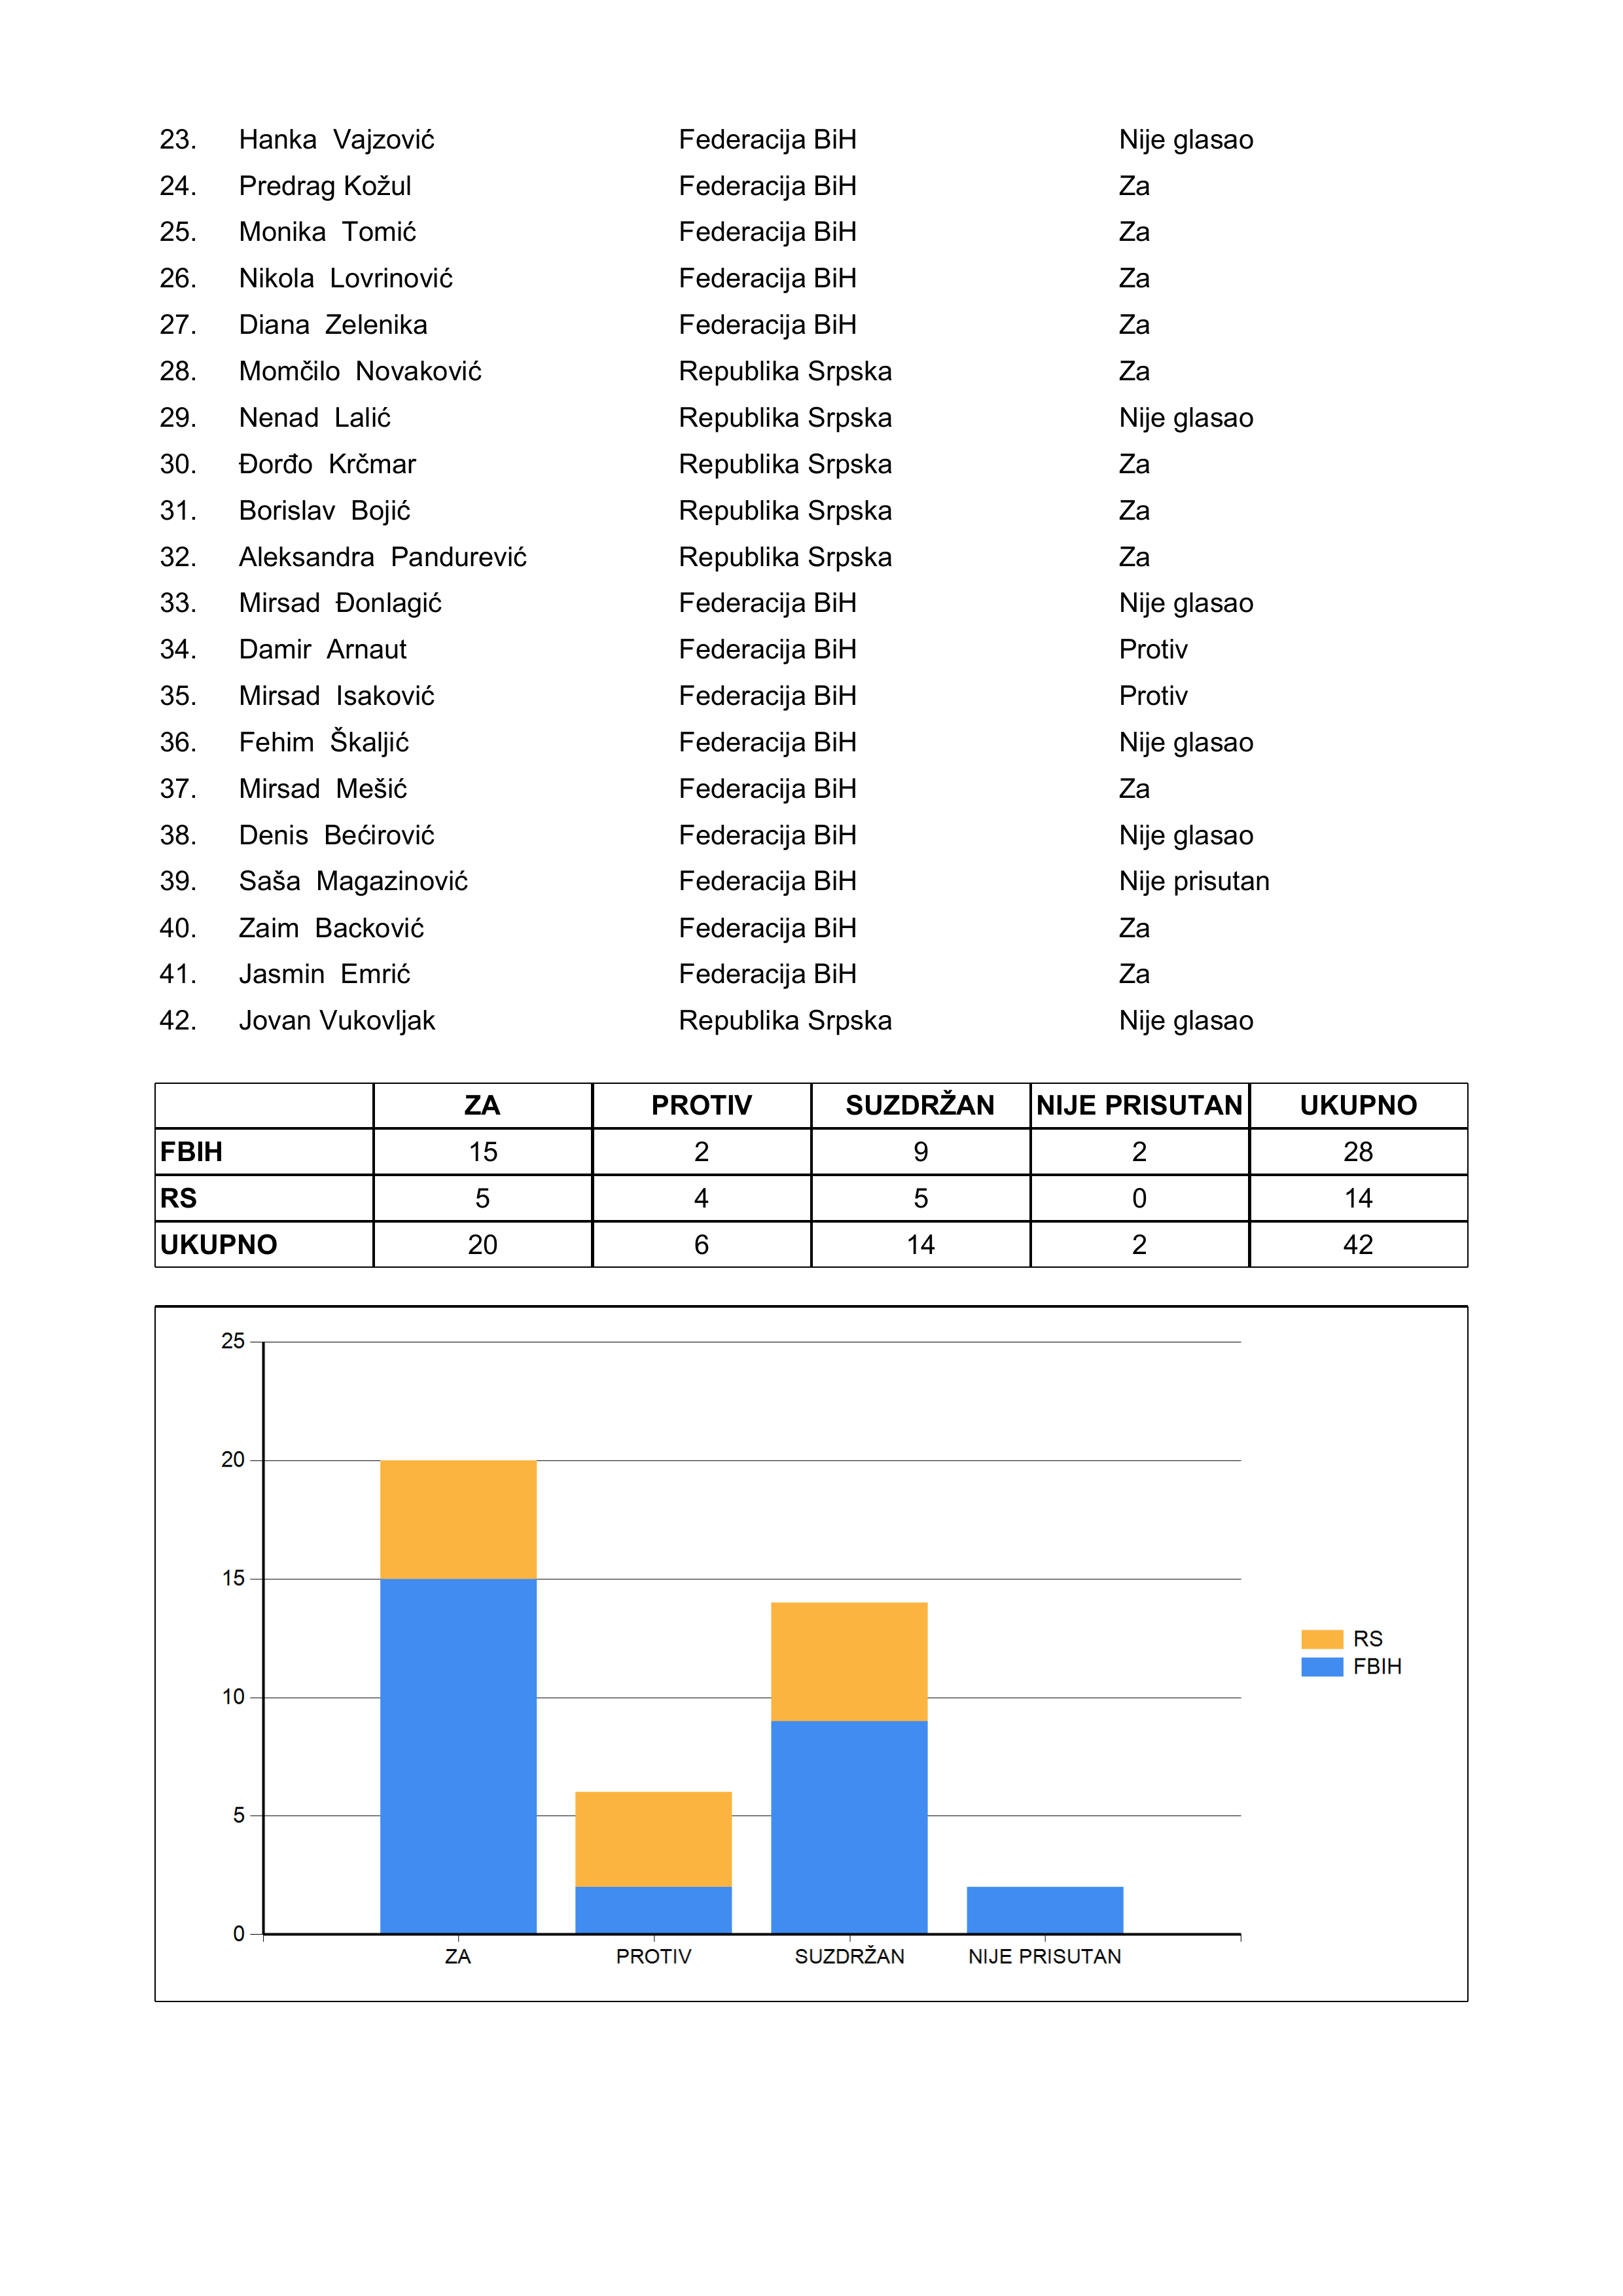 23. Hanka Vajzović Federacija BiH Nije glasao
24. Predrag Kožul Federacija BiH Za
25. Monika Tomić Federacija BiH Za
26. Nikola Lovrinović Federacija BiH Za
27. Diana Zelenika Federacija BiH Za
28. Momčilo Novaković Republika Srpska Za
29. Nenad Lalić Republika Srpska Nije glasao
30. Đorđo Krčmar Republika Srpska Za
31. Borislav Bojić Republika Srpska Za
32. Aleksandra Pandurević Republika Srpska Za
33. Mirsad Đonlagić Federacija BiH Nije glasao
34. Damir Arnaut Federacija BiH Protiv
35. Mirsad Isaković Federacija BiH Protiv
36. Fehim Škaljić Federacija BiH Nije glasao
37. Mirsad Mešić Federacija BiH Za
38. Denis Bećirović Federacija BiH Nije glasao
39. Saša Magazinović Federacija BiH Nije prisutan
40. Zaim Backović Federacija BiH Za
41. Jasmin Emrić Federacija BiH Za
42. Jovan Vukovljak Republika Srpska Nije glasao
ZA PROTIV SUZDRŽAN NIJE PRISUTAN UKUPNO
FBIH 15 2 9 2 28
RS 5 4 5 0 14
UKUPNO 20 6 14 2 42
25
20
15
10
5
0
ZA PROTIV SUZDRŽAN NIJE PRISUTAN
RS
FBIH